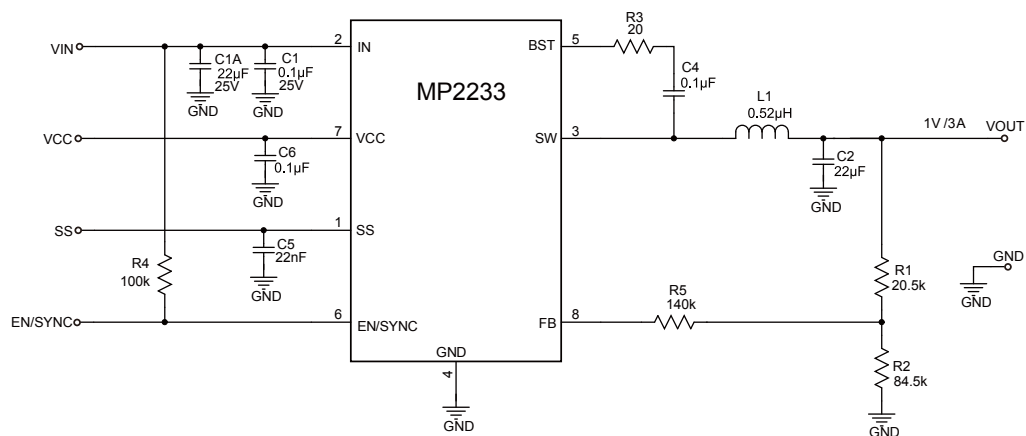 VIN
2
IN
C1A
22µF
25V
GND
C1
0.1µF
25V
GND
VCC
7
VCC
C6
0.1µF
GND
SS
1
SS
C5
22nF
GND
R4
100k
EN/SYNC
6
EN/SYNC
MP2233
GND
4
GND
BST
5
R3
20
C4
0.1µF
SW
3
L1
0.52µH
C2
22µF
GND
1V /3A
VOUT
R1
20.5k
GND
GND
FB
8
R5
140k
R2
84.5k
GND